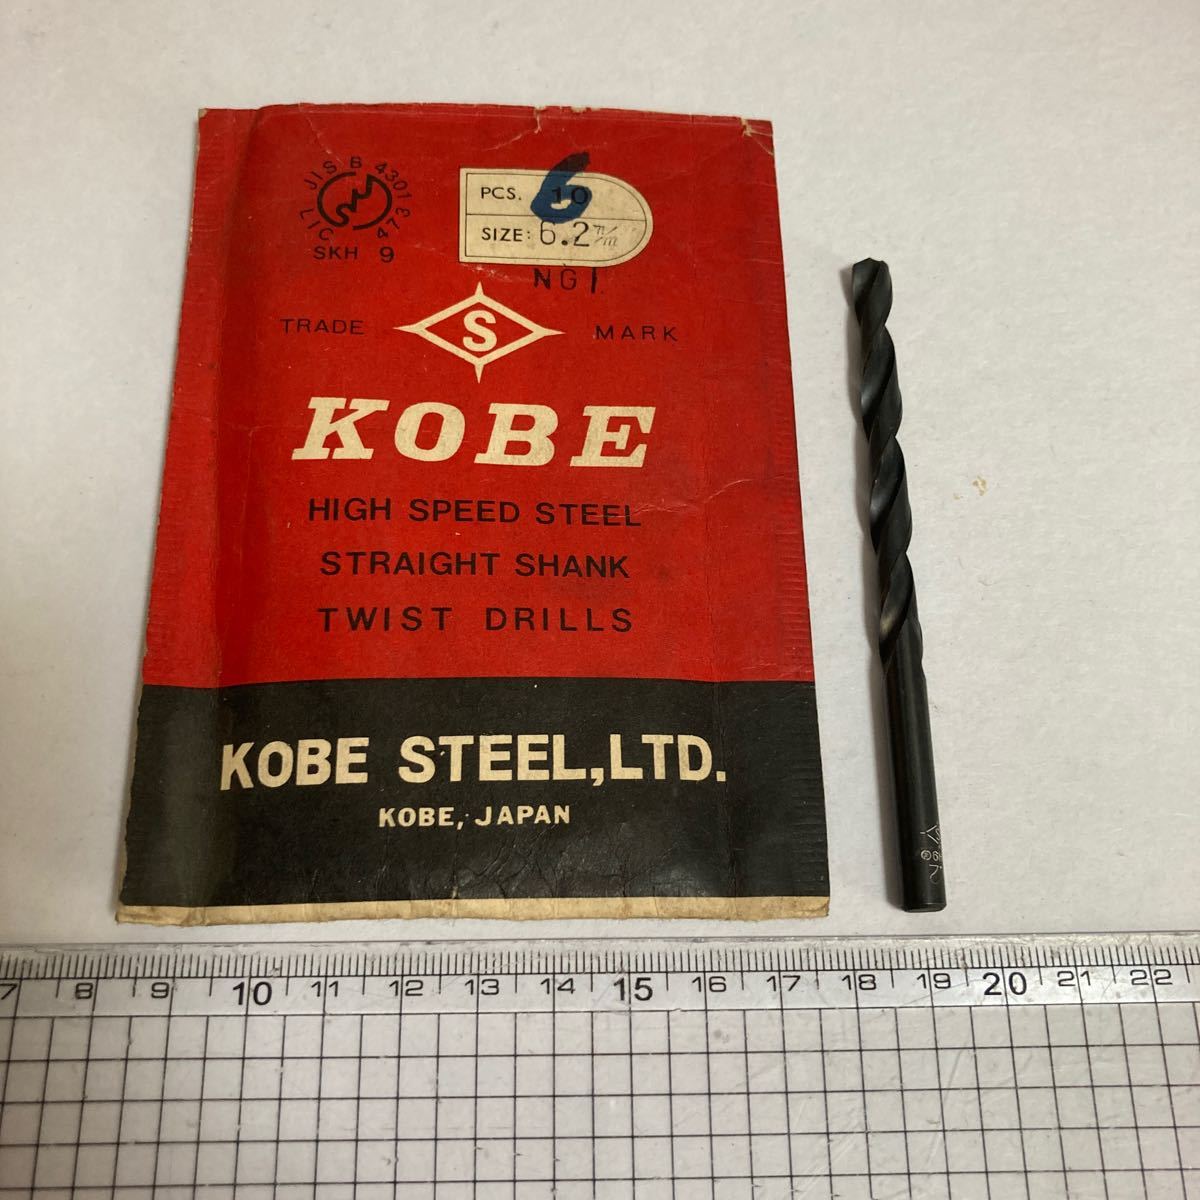 JIS B 4301
LIC 473
SKH 9
PCS. 10
6
SIZE: 6.2 m/m
NG1.
TRADE S MARK
KOBE
HIGH SPEED STEEL
STRAIGHT SHANK
TWIST DRILLS
KOBE STEEL,LTD.
KOBE, JAPAN
7 8 9 10 11 12 13 14 15 16 17 18 19 20 21 22